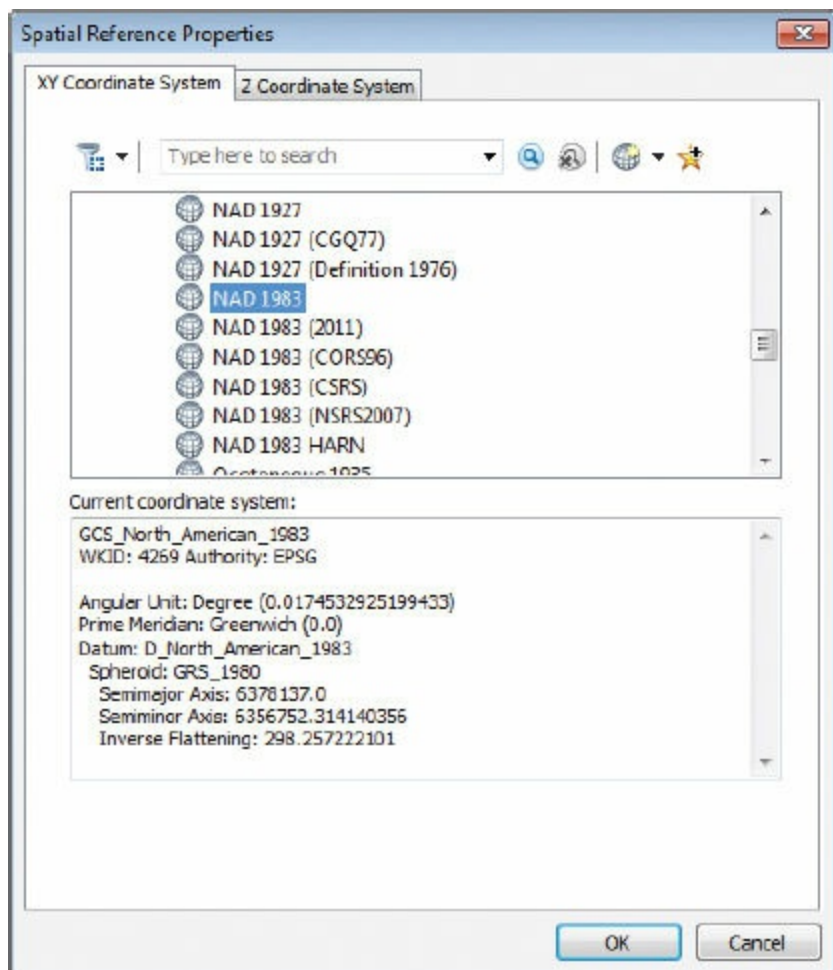 Spatial Reference Properties
XY Coordinate System
Z Coordinate System
Type here to search
NAD 1927
NAD 1927 (CGQ77)
NAD 1927 (Definition 1976)
NAD 1983
NAD 1983 (2011)
NAD 1983 (CORS96)
NAD 1983 (CSRS)
NAD 1983 (NSRS2007)
NAD 1983 HARN
1935
Current coordinate system:
GCS_North_American_1983
WKID: 4269 Authority: EPSG
Angular Unit: Degree (0.0174532925199433)
Prime Meridian: Greenwich (0.0)
Datum: D_North_American_1983
Spheroid: GRS_1980
Semimajor Axis: 6378137.0
Semiminor Axis: 6356752.314140356
Inverse Flattening: 298.257222101
OK
Cancel